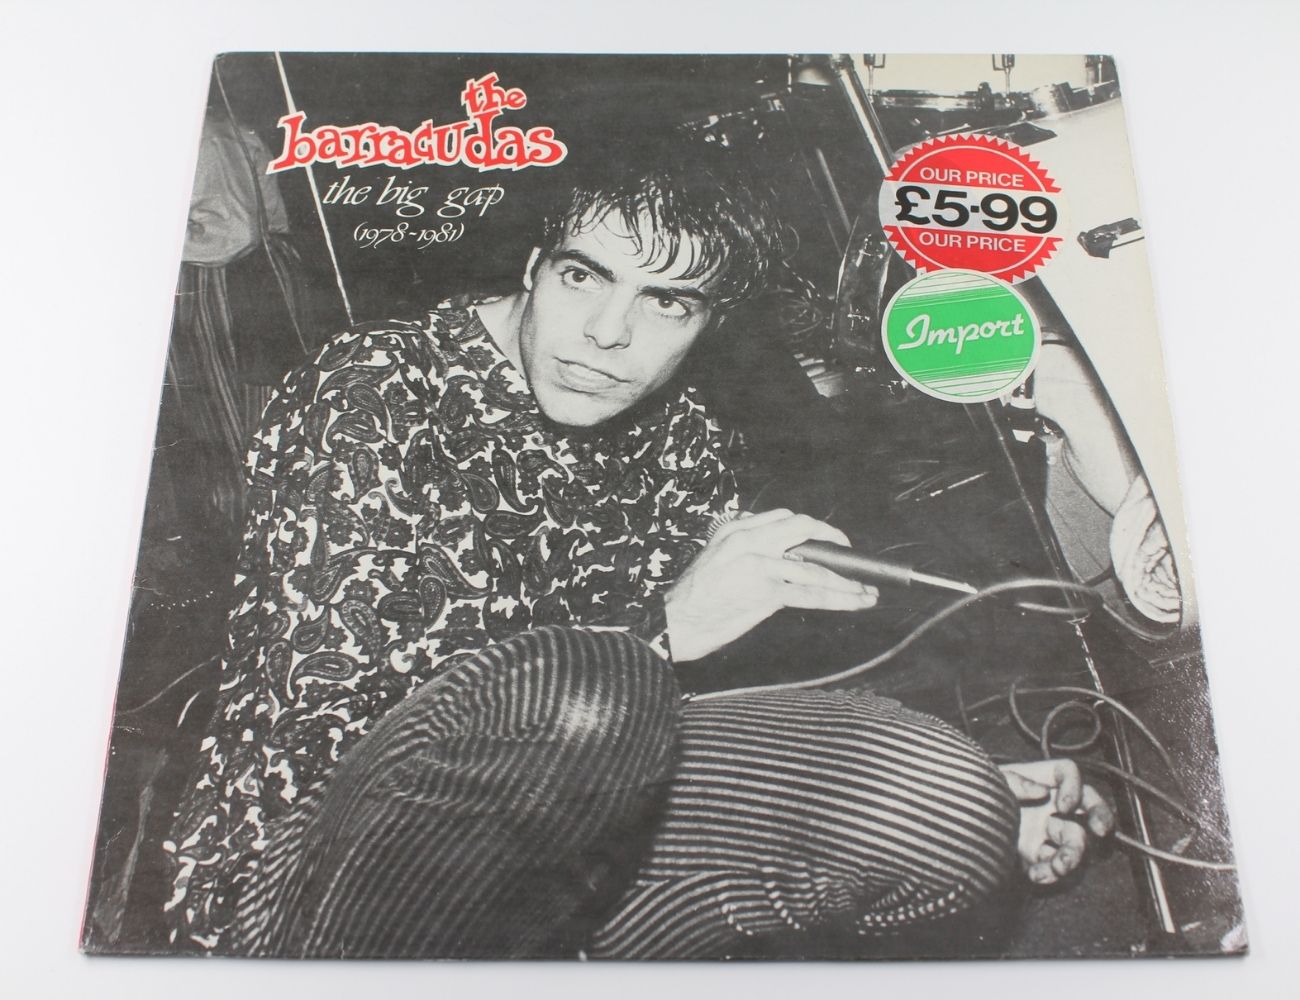 the
barracudas
the big gap
(1978-1981)
OUR PRICE
£5·99
OUR PRICE
Import